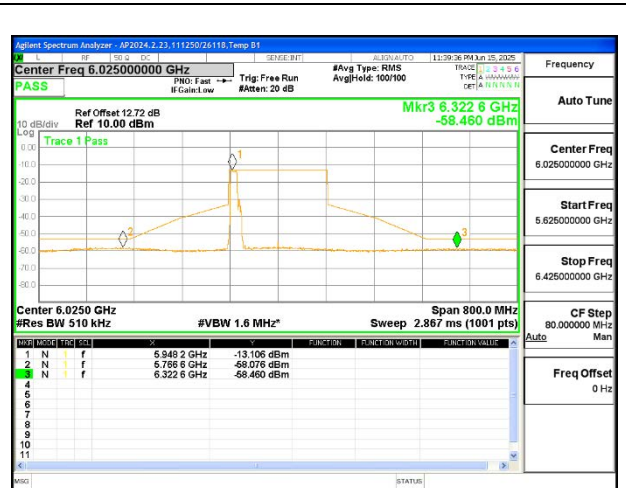 Agilent Spectrum Analyzer - AP2024.2.23,111250/26118,Temp B1
L RF 50 Ω DC SENSE:INT ALIGN AUTO 11:39:36 PM Jun 15, 2025
Center Freq 6.025000000 GHz #Avg Type: RMS TRACE 1 2 3 4 5 6
PASS PNO: Fast Trig: Free Run Avg|Hold: 100/100 TYPE A
IFGain:Low #Atten: 20 dB DET A N N N N N
Frequency
Auto Tune
Ref Offset 12.72 dB Mkr3 6.322 6 GHz
10 dB/div Ref 10.00 dBm -58.460 dBm
Log
Trace 1 Pass
0.00
-10.0
-20.0
-30.0
-40.0
-50.0
-60.0
-70.0
-80.0
1
2
3
Center 6.0250 GHz Span 800.0 MHz
#Res BW 510 kHz #VBW 1.6 MHz* Sweep 2.867 ms (1001 pts)
MKR MODE TRC SCL X Y FUNCTION FUNCTION WIDTH FUNCTION VALUE
1 N 1 f 5.948 2 GHz -13.106 dBm
2 N 1 f 5.766 6 GHz -58.076 dBm
3 N 1 f 6.322 6 GHz -58.460 dBm
4
5
6
7
8
9
10
11
MSG STATUS
Center Freq
6.025000000 GHz
Start Freq
5.625000000 GHz
Stop Freq
6.425000000 GHz
CF Step
80.000000 MHz
Auto Man
Freq Offset
0 Hz